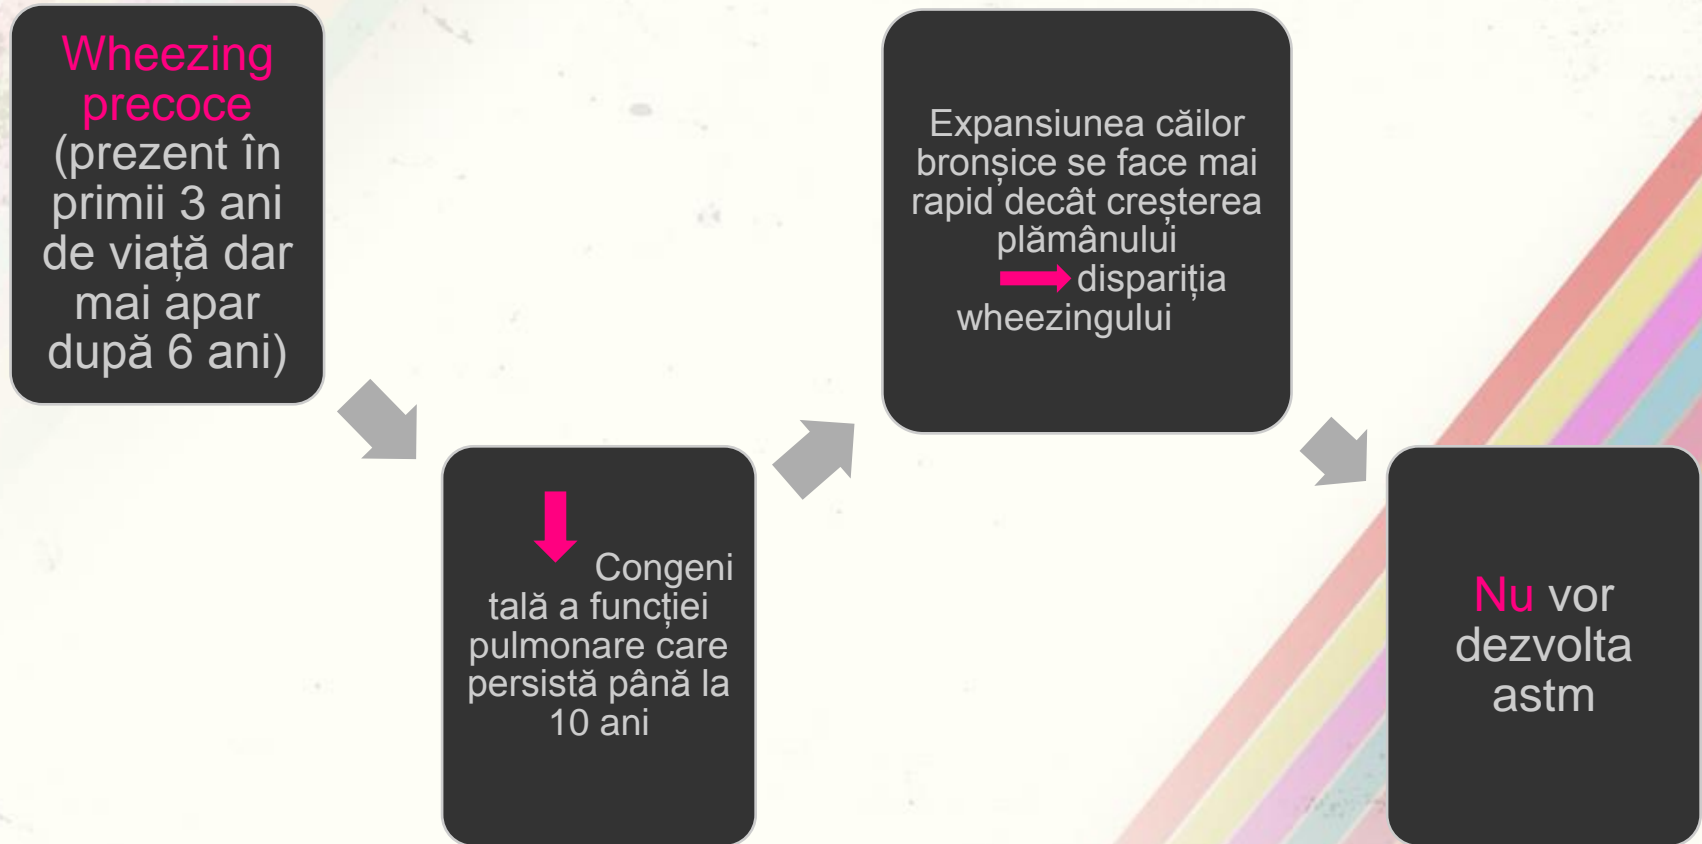 Wheezing
precoce
(prezent în
primii 3 ani
de viață dar
mai apar
după 6 ani)
Congeni
tală a funcției
pulmonare care
persistă până la
10 ani
Expansiunea căilor
bronșice se face mai
rapid decât creșterea
plămânului
dispariția
wheezingului
Nu vor
dezvolta
astm